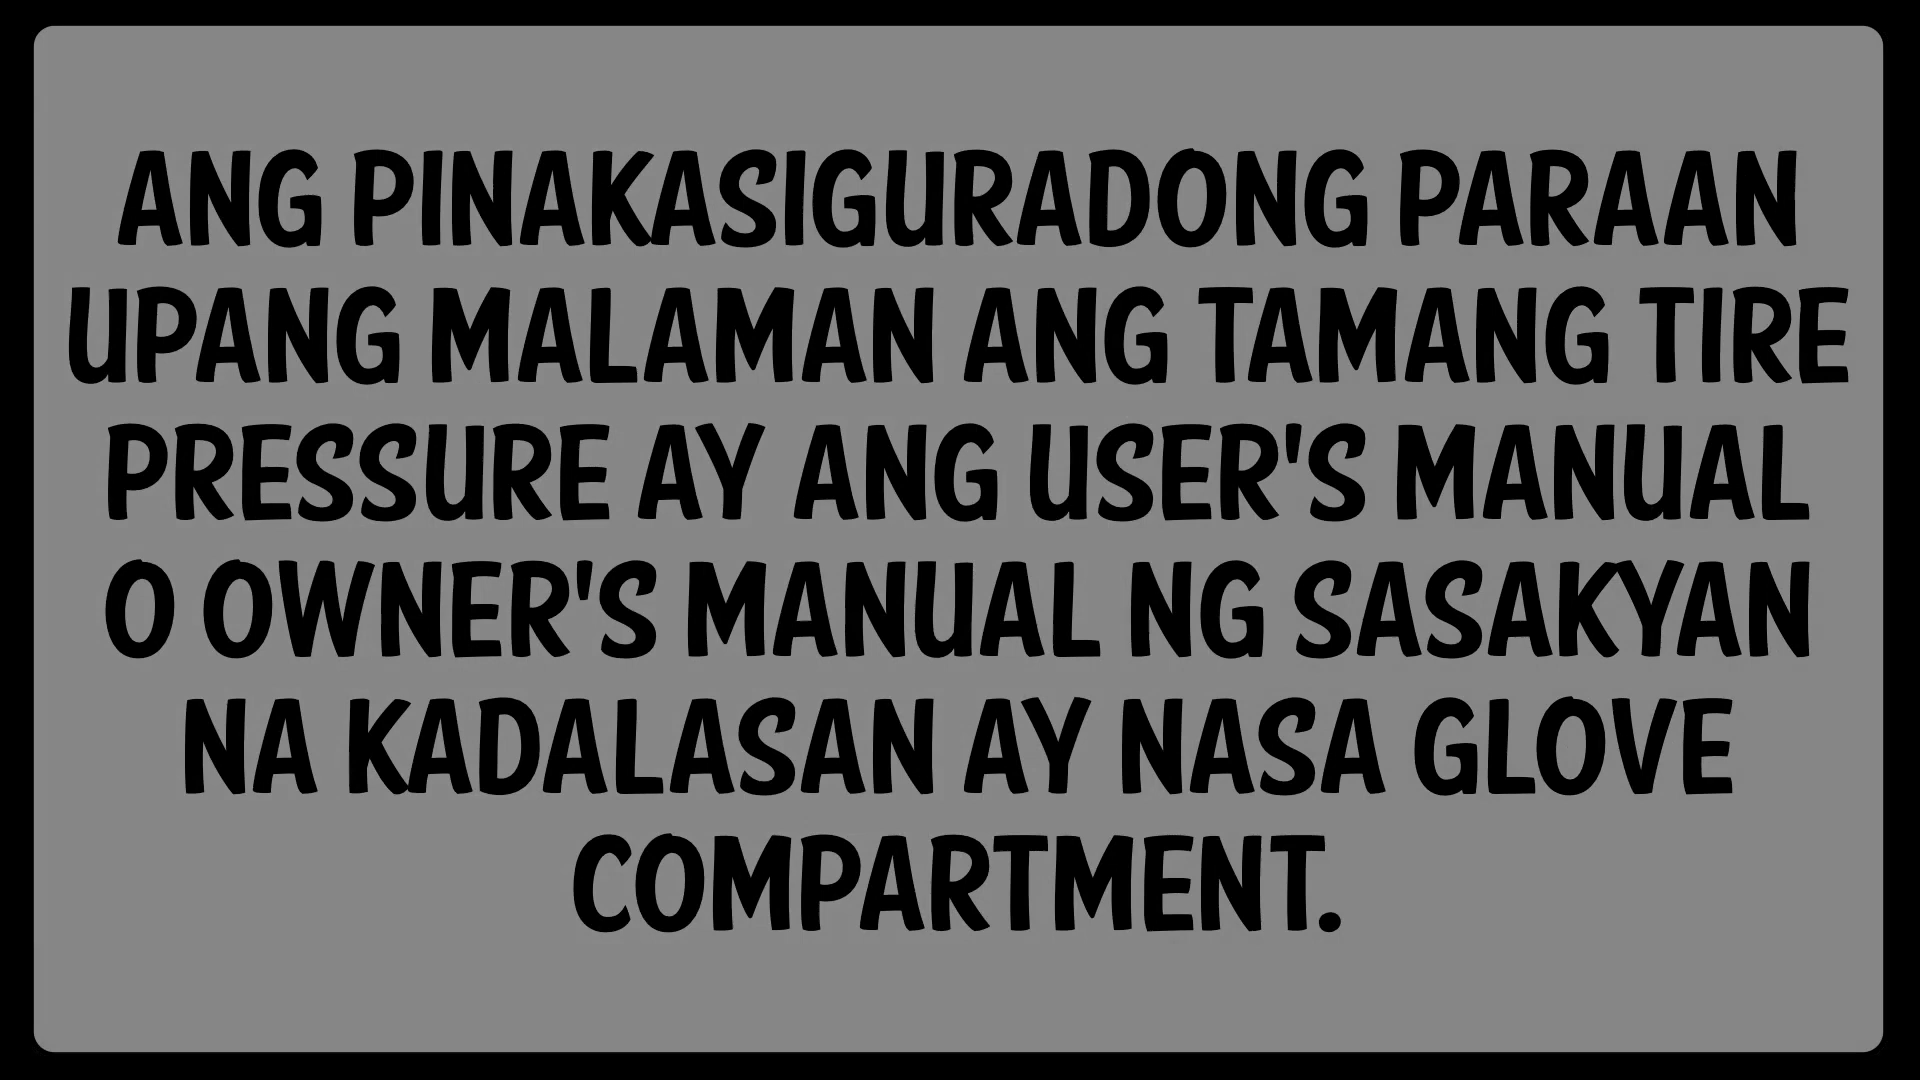 ANG PINAKASIGURADONG PARAAN
UPANG MALAMAN ANG TAMANG TIRE
PRESSURE AY ANG USER'S MANUAL
O OWNER'S MANUAL NG SASAKYAN
NA KADALASAN AY NASA GLOVE
COMPARTMENT.